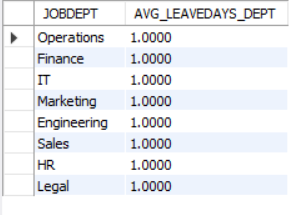 JOBDEPT AVG_LEAVEDAYS_DEPT
Operations 1.0000
Finance 1.0000
IT 1.0000
Marketing 1.0000
Engineering 1.0000
Sales 1.0000
HR 1.0000
Legal 1.0000